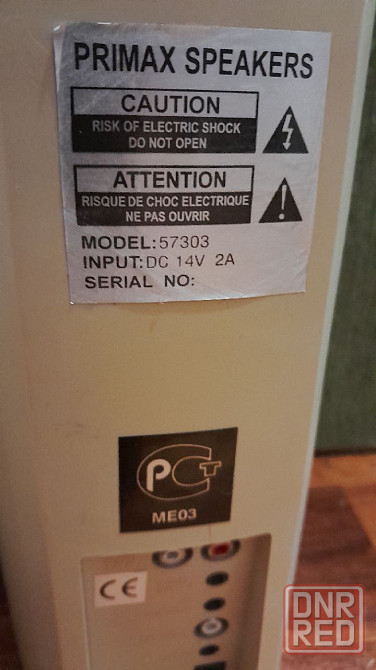 PRIMAX SPEAKERS
CAUTION
RISK OF ELECTRIC SHOCK
DO NOT OPEN
ATTENTION
RISQUE DE CHOC ELECTRIQUE
NE PAS OUVRIR
MODEL:57303
INPUT:DC 14V 2A
SERIAL NO:
РСТ
ME03
CE
DNR
RED